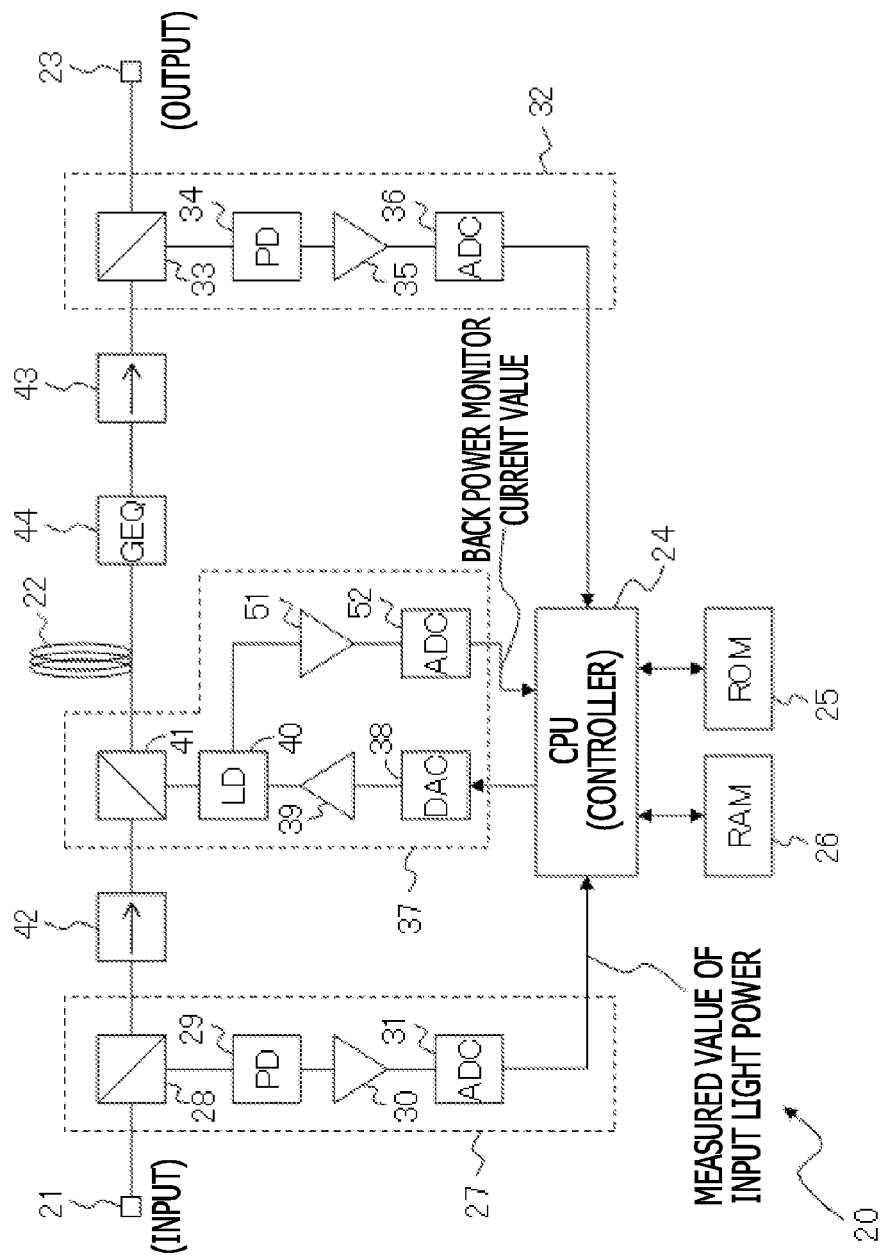 21
(INPUT)
28
29
PD
30
31
ADC
27
42
41
LD
40
39
38
DAC
37
51
52
ADC
22
44
GEQ
43
33
34
PD
35
36
ADC
32
23
(OUTPUT)
BACK POWER MONITOR
CURRENT VALUE
24
CPU
(CONTROLLER)
RAM
26
ROM
25
MEASURED VALUE OF
INPUT LIGHT POWER
20